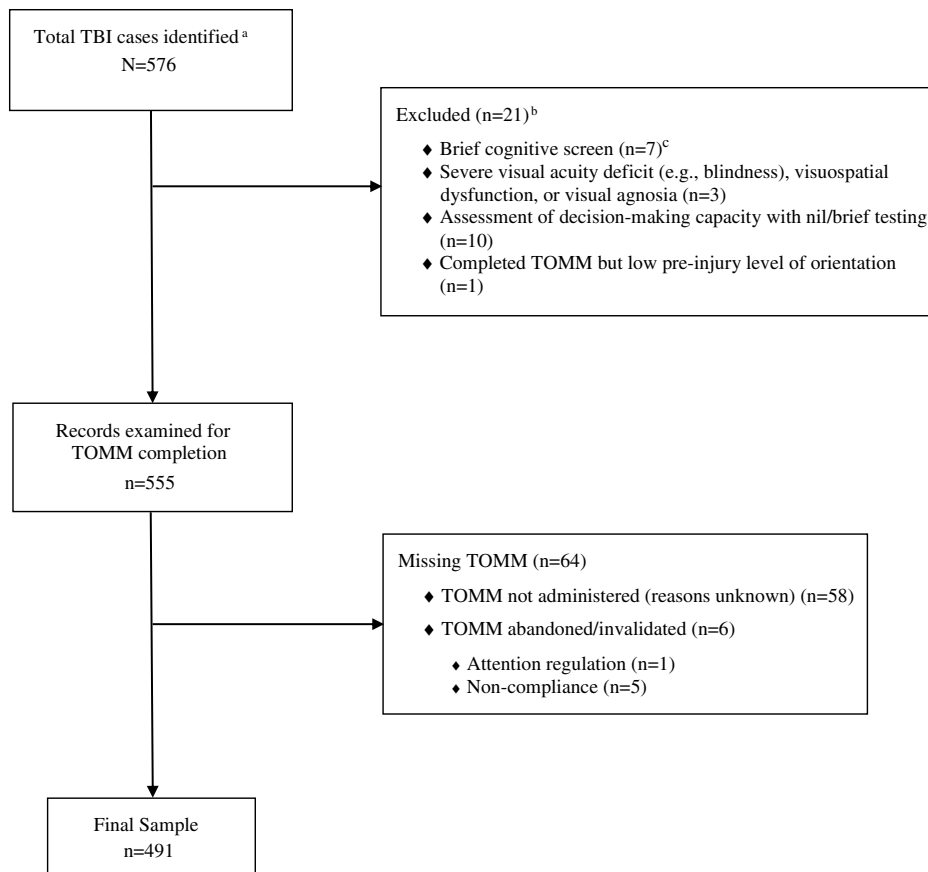 Total TBI cases identified a
N=576
Excluded (n=21) b
♦ Brief cognitive screen (n=7) c
♦ Severe visual acuity deficit (e.g., blindness), visuospatial
dysfunction, or visual agnosia (n=3)
♦ Assessment of decision-making capacity with nil/brief testing
(n=10)
♦ Completed TOMM but low pre-injury level of orientation
(n=1)
Records examined for
TOMM completion
n=555
Missing TOMM (n=64)
♦ TOMM not administered (reasons unknown) (n=58)
♦ TOMM abandoned/invalidated (n=6)
♦ Attention regulation (n=1)
♦ Non-compliance (n=5)
Final Sample
n=491